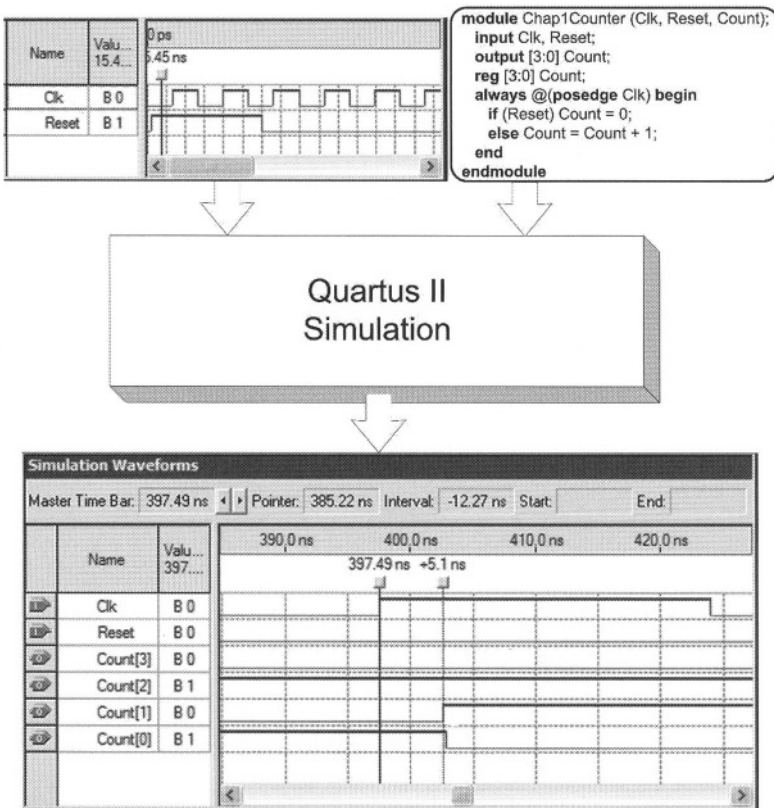 Name
Valu...
15.4...
0 ps
5.45 ns
Clk
B 0
Reset
B 1
module Chap1Counter (Clk, Reset, Count);
input Clk, Reset;
output [3:0] Count;
reg [3:0] Count;
always @(posedge Clk) begin
if (Reset) Count = 0;
else Count = Count + 1;
end
endmodule
Quartus II
Simulation
Simulation Waveforms
Master Time Bar: 397.49 ns Pointer: 385.22 ns Interval: -12.27 ns Start: End:
Name
Valu...
397....
390.0 ns 400.0 ns 410.0 ns 420.0 ns
397.49 ns +5.1 ns
Clk B 0
Reset B 0
Count[3] B 0
Count[2] B 1
Count[1] B 0
Count[0] B 1